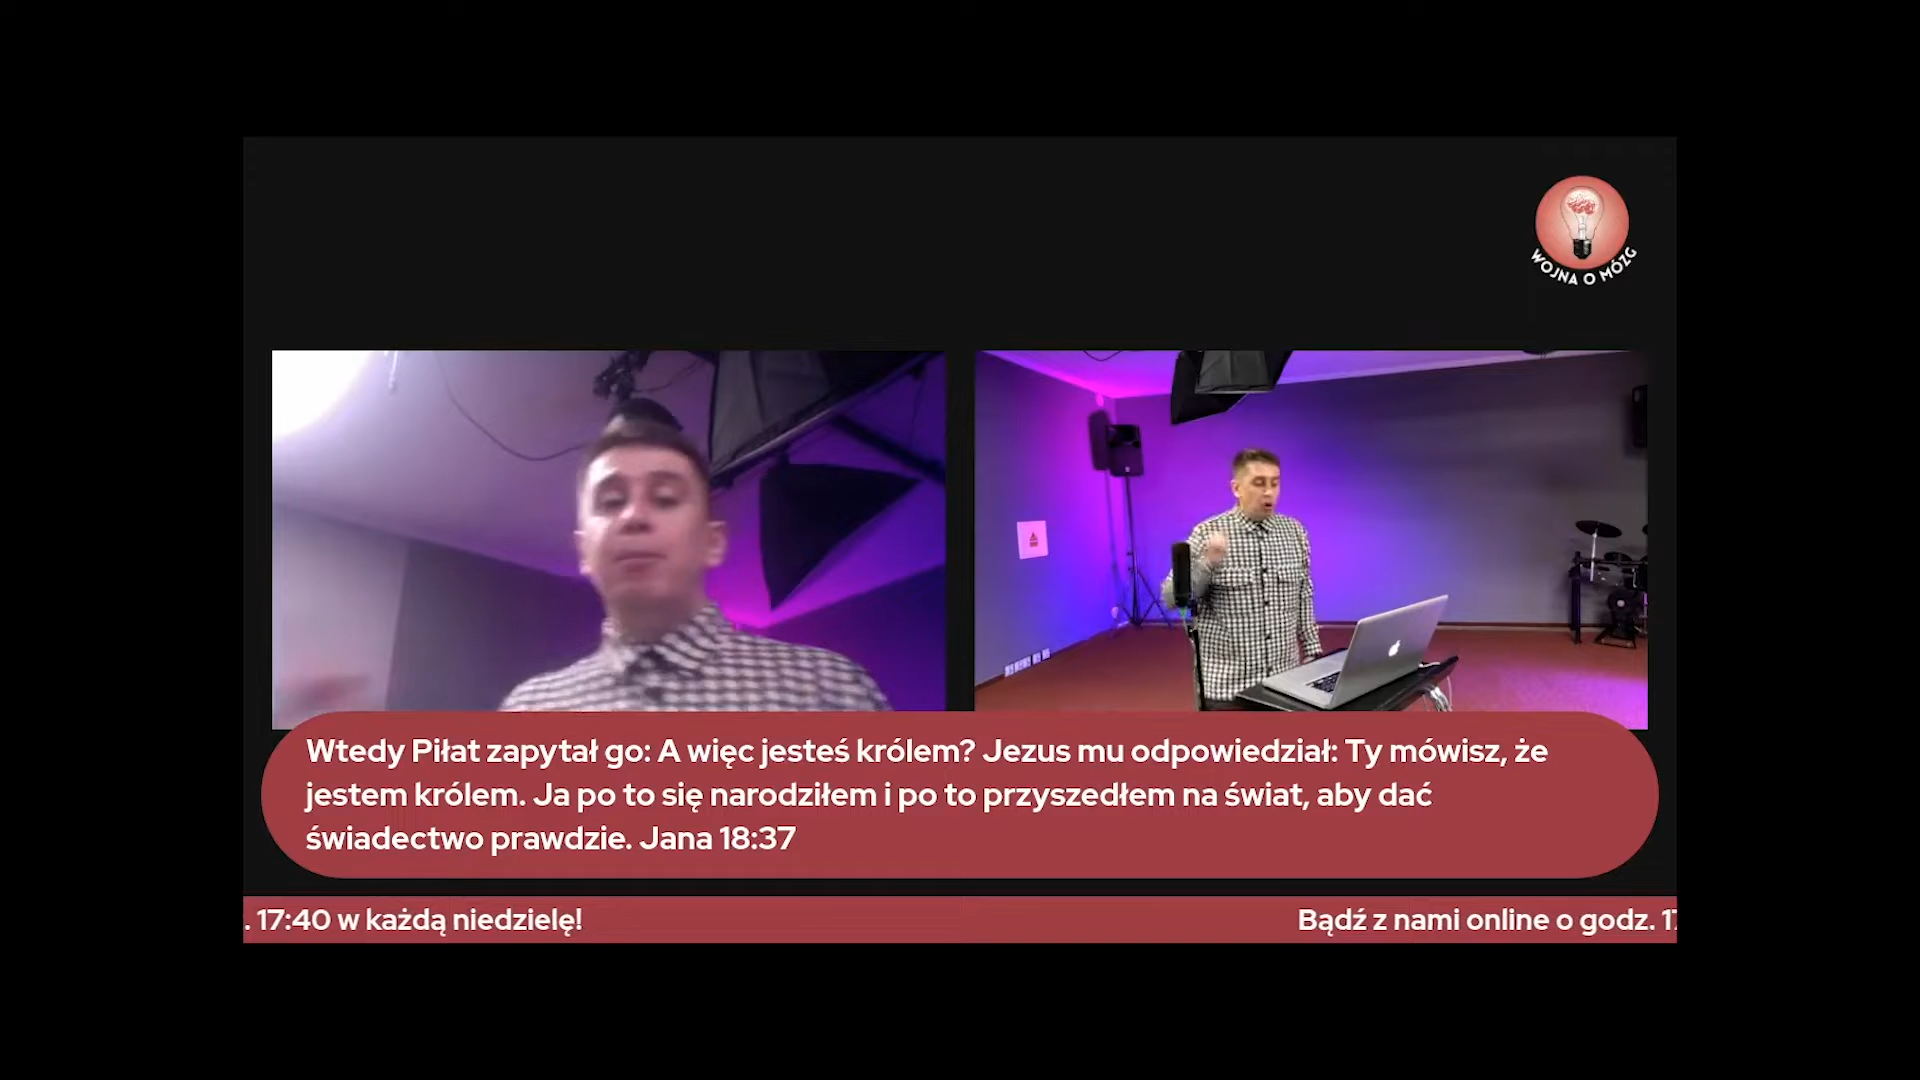 WOJNA O MÓZG
Wtedy Piłat zapytał go: A więc jesteś królem? Jezus mu odpowiedział: Ty mówisz, że
jestem królem. Ja po to się narodziłem i po to przyszedłem na świat, aby dać
świadectwo prawdzie. Jana 18:37
. 17:40 w każdą niedzielę!
Bądź z nami online o godz. 17